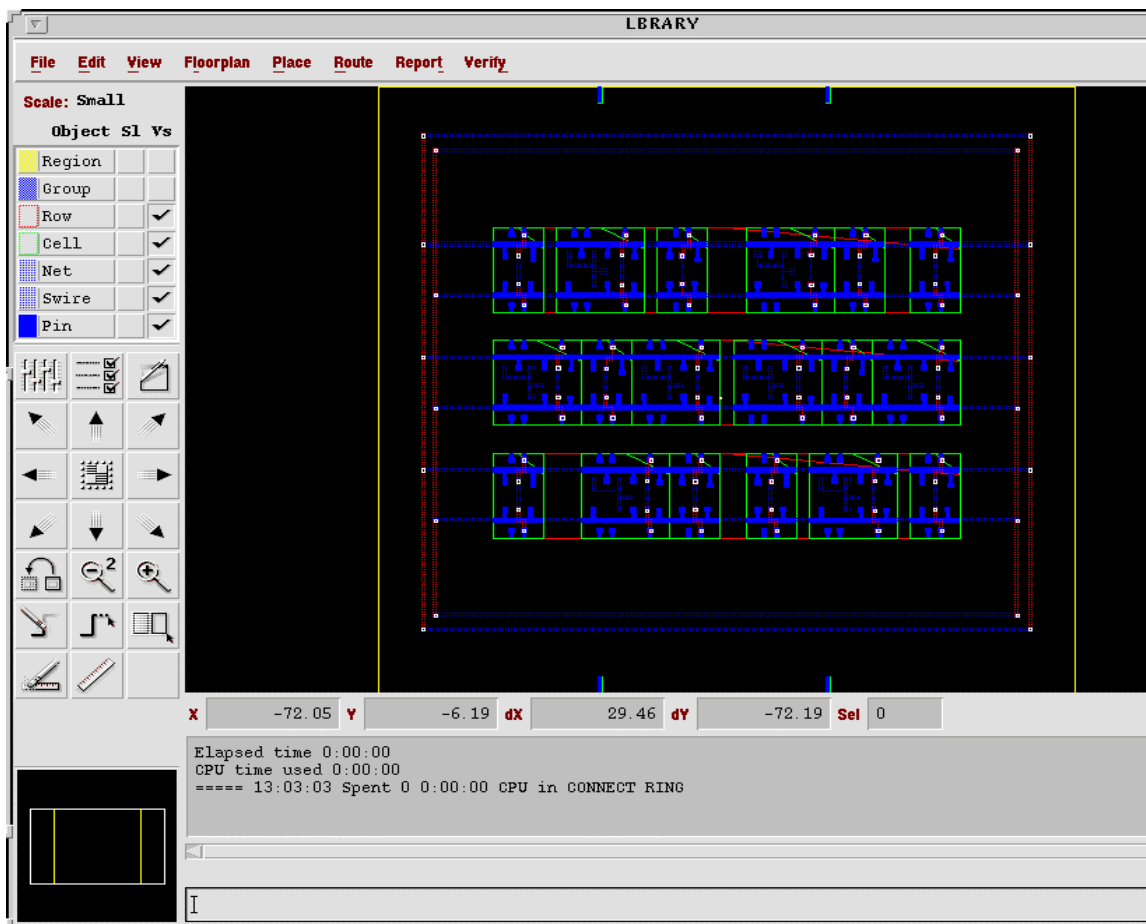 LBRARY
File Edit View Floorplan Place Route Report Verify
Scale: Small
Object Sl Vs
Region
Group
Row
Cell
Net
Swire
Pin
2
X -72.05 Y -6.19 dX 29.46 dY -72.19 Sel 0
Elapsed time 0:00:00
CPU time used 0:00:00
===== 13:03:03 Spent 0 0:00:00 CPU in CONNECT RING